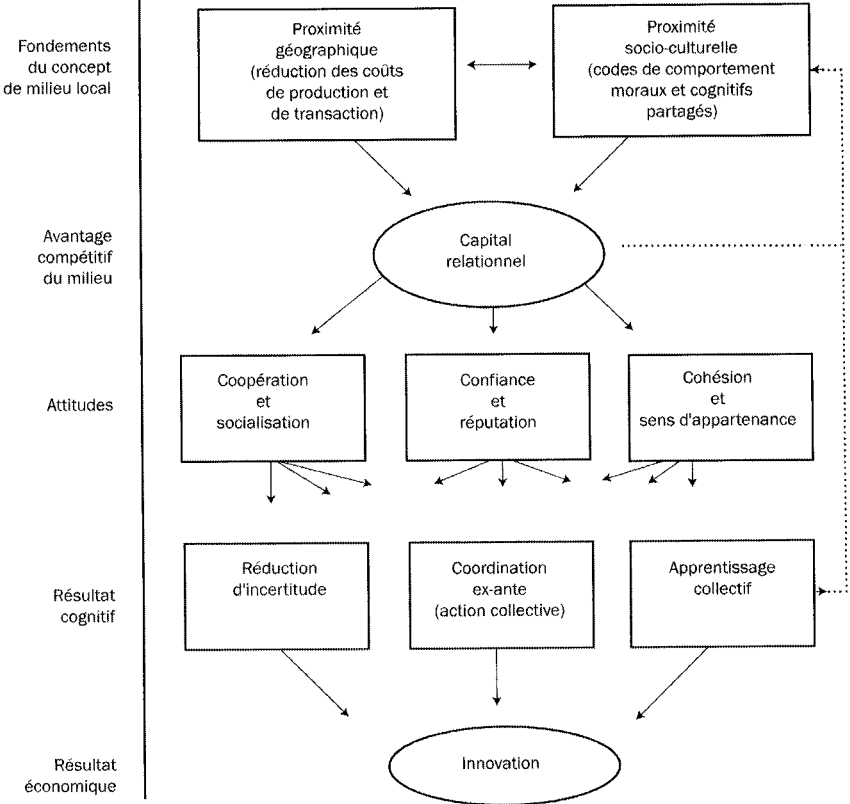 Fondements
du concept
de milieu local
Proximité
géographique
(réduction des coûts
de production et
de transaction)
Proximité
socio-culturelle
(codes de comportement
moraux et cognitifs
partagés)
Avantage
compétitif
du milieu
Capital
relationnel
Attitudes
Coopération
et
socialisation
Confiance
et
réputation
Cohésion
et
sens d'appartenance
Résultat
cognitif
Réduction
d'incertitude
Coordination
ex-ante
(action collective)
Apprentissage
collectif
Résultat
économique
Innovation